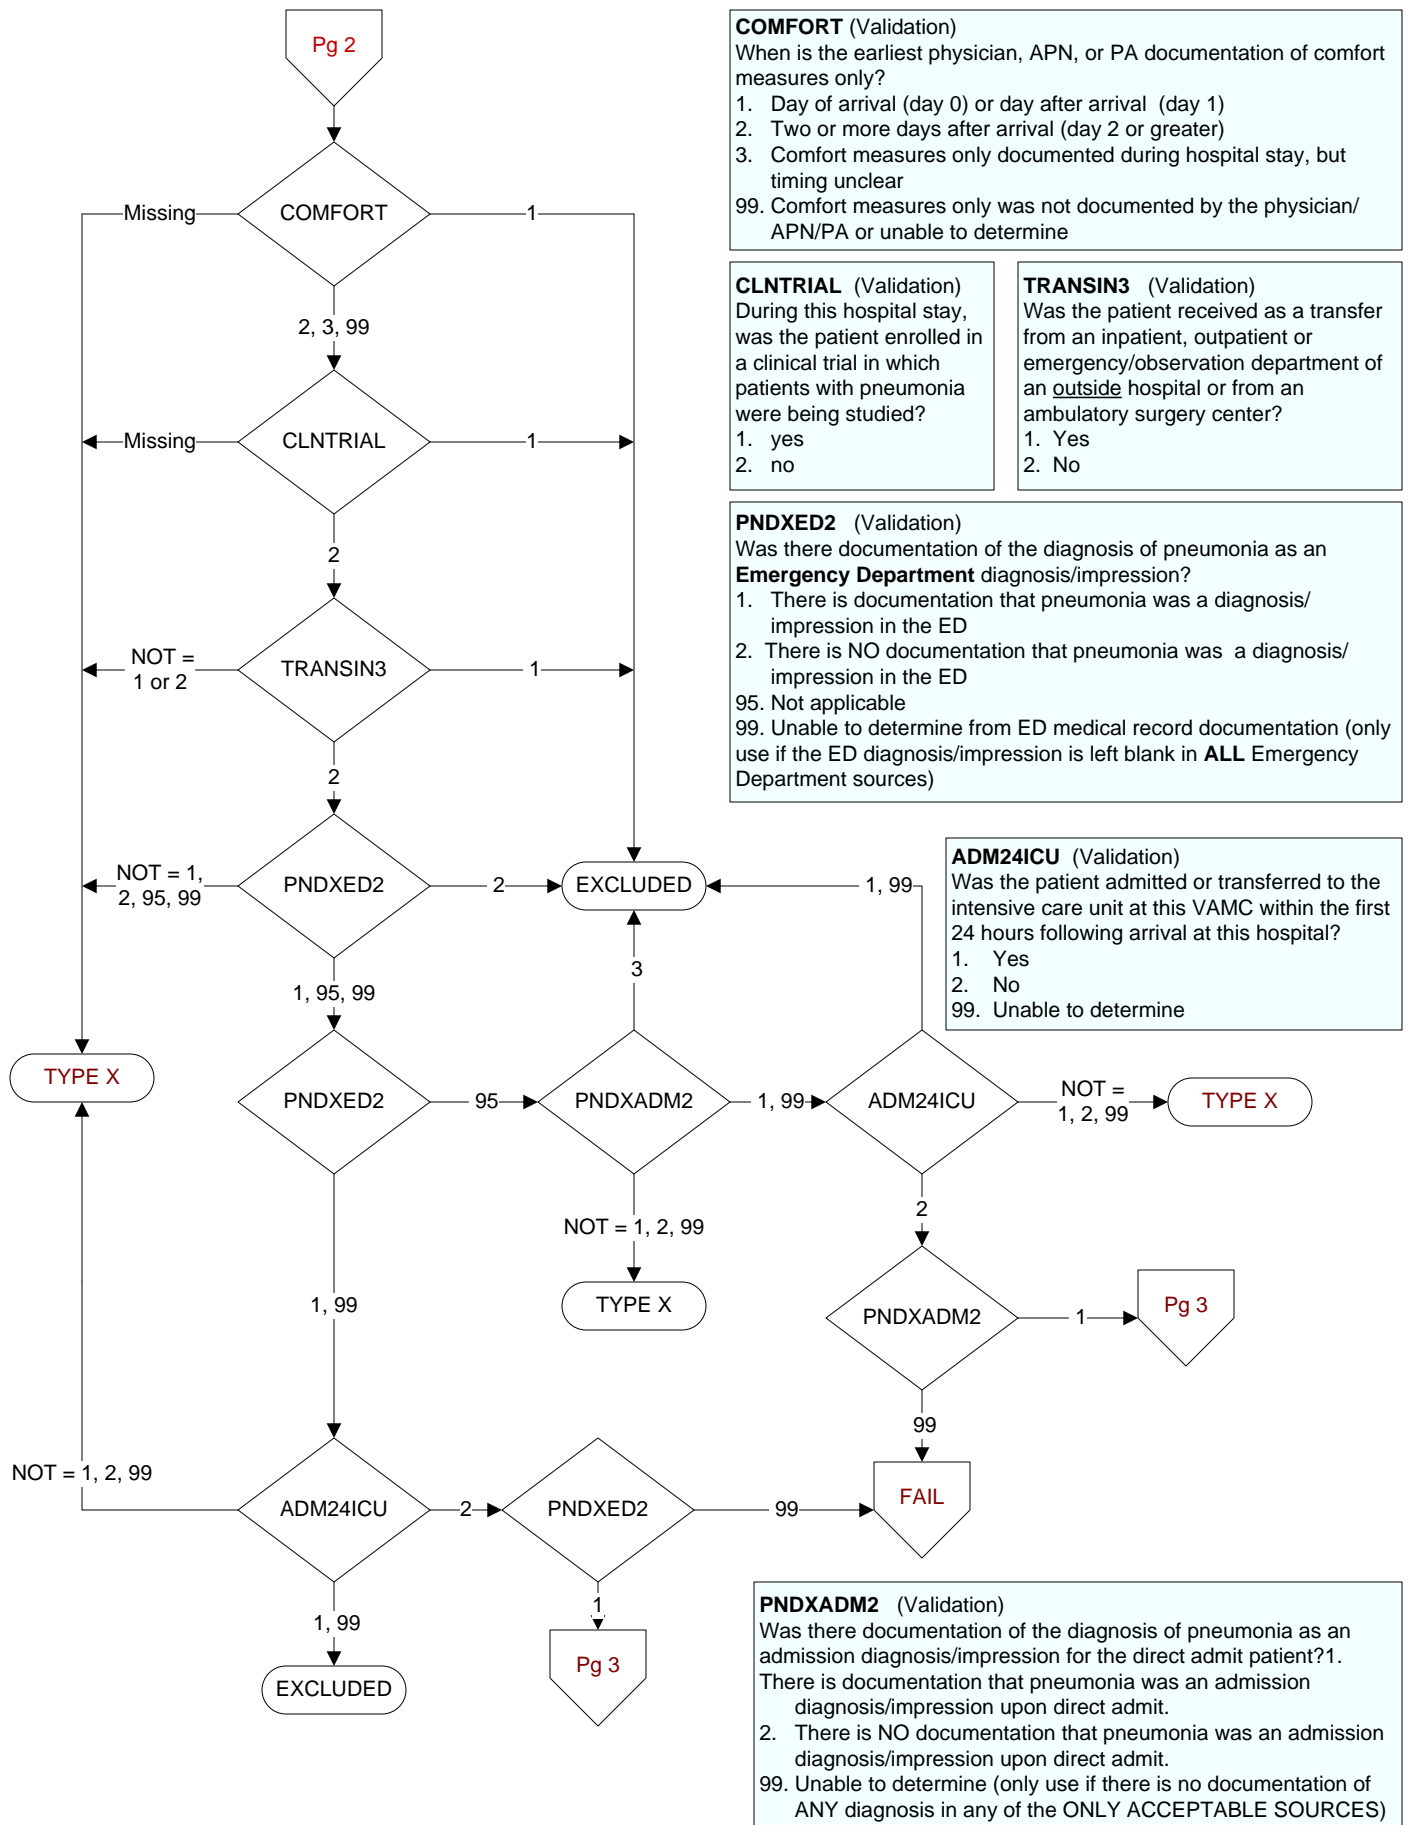 Pg 2
COMFORT (Validation)
When is the earliest physician, APN, or PA documentation of comfort
measures only?
1. Day of arrival (day 0) or day after arrival (day 1)
2. Two or more days after arrival (day 2 or greater)
3. Comfort measures only documented during hospital stay, but
timing unclear
99. Comfort measures only was not documented by the physician/
APN/PA or unable to determine
Missing
COMFORT
1
2, 3, 99
CLNTRIAL (Validation)
During this hospital stay,
was the patient enrolled in
a clinical trial in which
patients with pneumonia
were being studied?
1. yes
2. no
TRANSIN3 (Validation)
Was the patient received as a transfer
from an inpatient, outpatient or
emergency/observation department of
an outside hospital or from an
ambulatory surgery center?
1. Yes
2. No
Missing
CLNTRIAL
1
2
PNDXED2 (Validation)
Was there documentation of the diagnosis of pneumonia as an
Emergency Department diagnosis/impression?
1. There is documentation that pneumonia was a diagnosis/
impression in the ED
2. There is NO documentation that pneumonia was a diagnosis/
impression in the ED
95. Not applicable
99. Unable to determine from ED medical record documentation (only
use if the ED diagnosis/impression is left blank in ALL Emergency
Department sources)
NOT =
1 or 2
TRANSIN3
1
2
NOT = 1,
2, 95, 99
PNDXED2
2
EXCLUDED
1, 99
ADM24ICU (Validation)
Was the patient admitted or transferred to the
intensive care unit at this VAMC within the first
24 hours following arrival at this hospital?
1. Yes
2. No
99. Unable to determine
1, 95, 99
3
TYPE X
PNDXED2
95
PNDXADM2
1, 99
ADM24ICU
NOT =
1, 2, 99
TYPE X
NOT = 1, 2, 99
2
1, 99
TYPE X
PNDXADM2
1
Pg 3
99
NOT = 1, 2, 99
ADM24ICU
2
PNDXED2
99
FAIL
1, 99
1
EXCLUDED
Pg 3
PNDXADM2 (Validation)
Was there documentation of the diagnosis of pneumonia as an
admission diagnosis/impression for the direct admit patient?1.
There is documentation that pneumonia was an admission
diagnosis/impression upon direct admit.
2. There is NO documentation that pneumonia was an admission
diagnosis/impression upon direct admit.
99. Unable to determine (only use if there is no documentation of
ANY diagnosis in any of the ONLY ACCEPTABLE SOURCES)